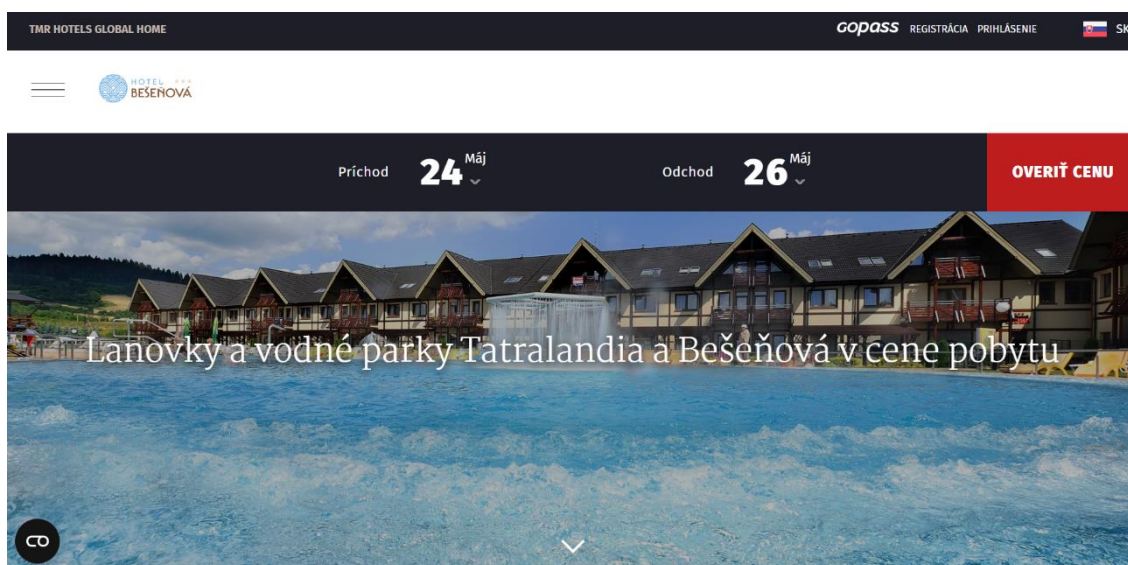 TMR HOTELS GLOBAL HOME
GOPASS REGISTRÁCIA PRIHLÁSENIE SK
HOTEL ***
BEŠEŇOVÁ
Príchod 24 Máj Odchod 26 Máj OVERIŤ CENU
Lanovky a vodné parky Tatralandia a Bešeňová v cene pobytu